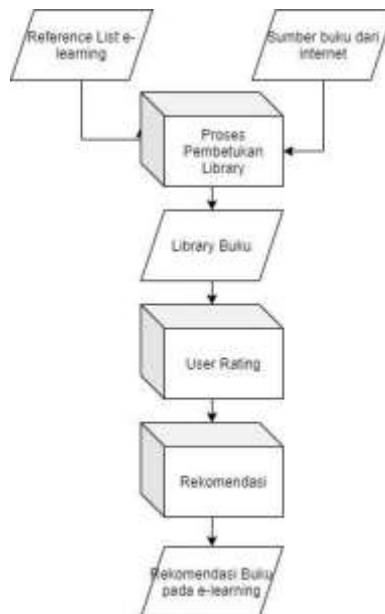 Reference List e-
learning
Sumber buku dari
internet
Proses
Pembetukan
Library
Library Buku
User Rating
Rekomendasi
Rekomendasi Buku
pada e-learning